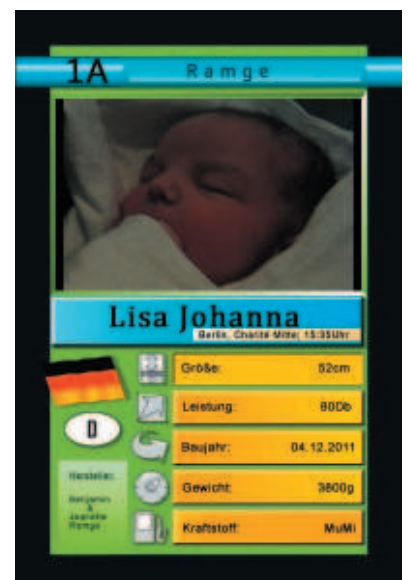 1A
Ramge
Lisa Johanna
Berlin, Charité Mitte; 15:35Uhr
Größe: 52cm
Leistung: 80Db
D
Baujahr: 04.12.2011
Hersteller:
Benjamin
&
Ramge
Gewicht: 3800g
Kraftstoff: MuMi